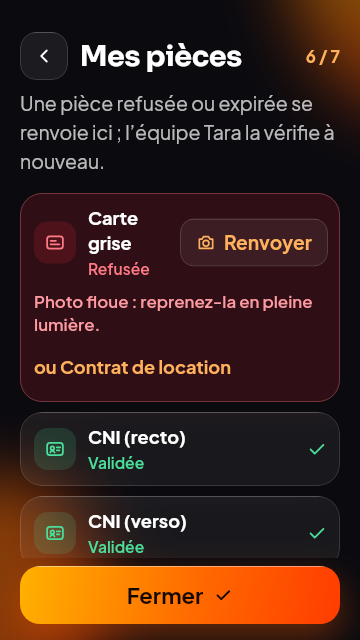 Mes pièces
6 / 7
Une pièce refusée ou expirée se
renvoie ici ; l'équipe Tara la vérifie à
nouveau.
Carte
grise
Refusée
Renvoyer
Photo floue : reprenez-la en pleine
lumière.
ou Contrat de location
CNI (recto)
Validée
CNI (verso)
Validée
Fermer